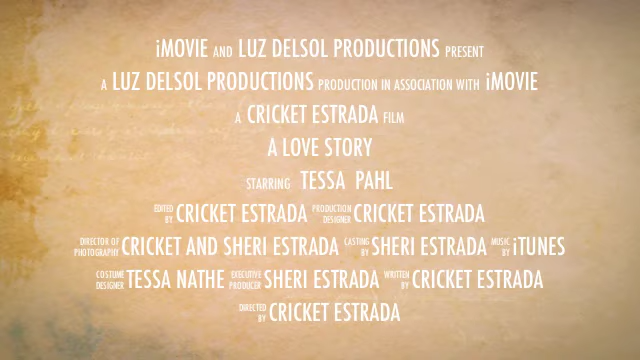 iMOVIE AND LUZ DELSOL PRODUCTIONS PRESENT
A LUZ DELSOL PRODUCTIONS PRODUCTION IN ASSOCIATION WITH iMOVIE
A CRICKET ESTRADA FILM
A LOVE STORY
STARRING TESSA PAHL
EDITED BY CRICKET ESTRADA PRODUCTION DESIGNER CRICKET ESTRADA
DIRECTOR OF PHOTOGRAPHY CRICKET AND SHERI ESTRADA CASTING BY SHERI ESTRADA MUSIC BY iTUNES
COSTUME DESIGNER TESSA NATHE EXECUTIVE PRODUCER SHERI ESTRADA WRITTEN BY CRICKET ESTRADA
DIRECTED BY CRICKET ESTRADA